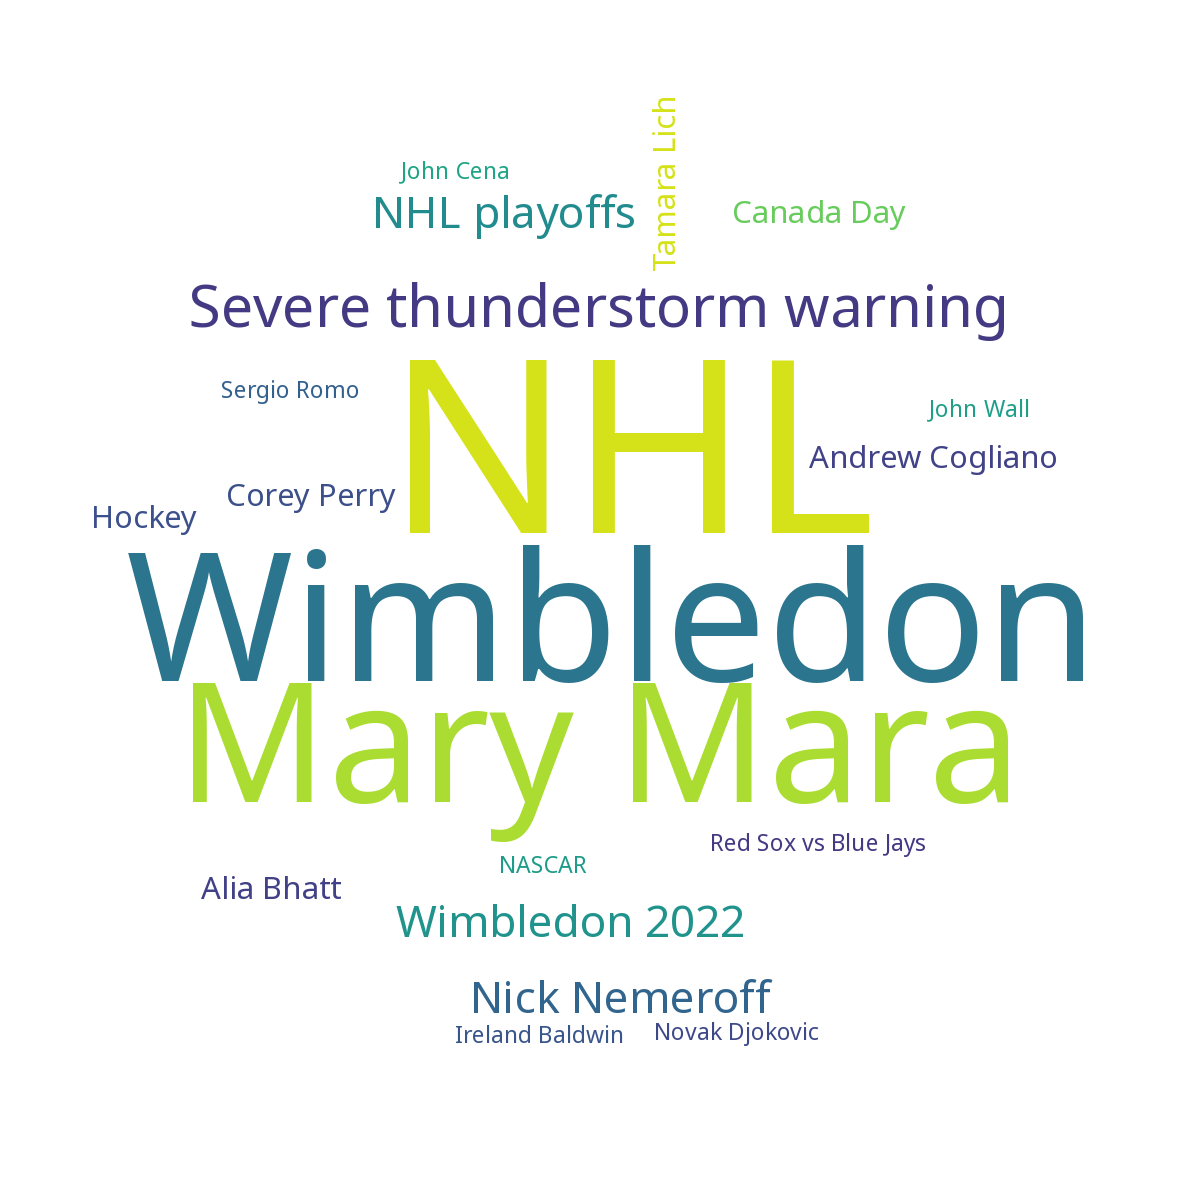 John Cena
NHL playoffs
Tamara Lich
Canada Day
Severe thunderstorm warning
NHL
Sergio Romo
John Wall
Andrew Cogliano
Corey Perry
Hockey
Wimbledon
Mary Mara
Red Sox vs Blue Jays
NASCAR
Alia Bhatt
Wimbledon 2022
Nick Nemeroff
Ireland Baldwin
Novak Djokovic